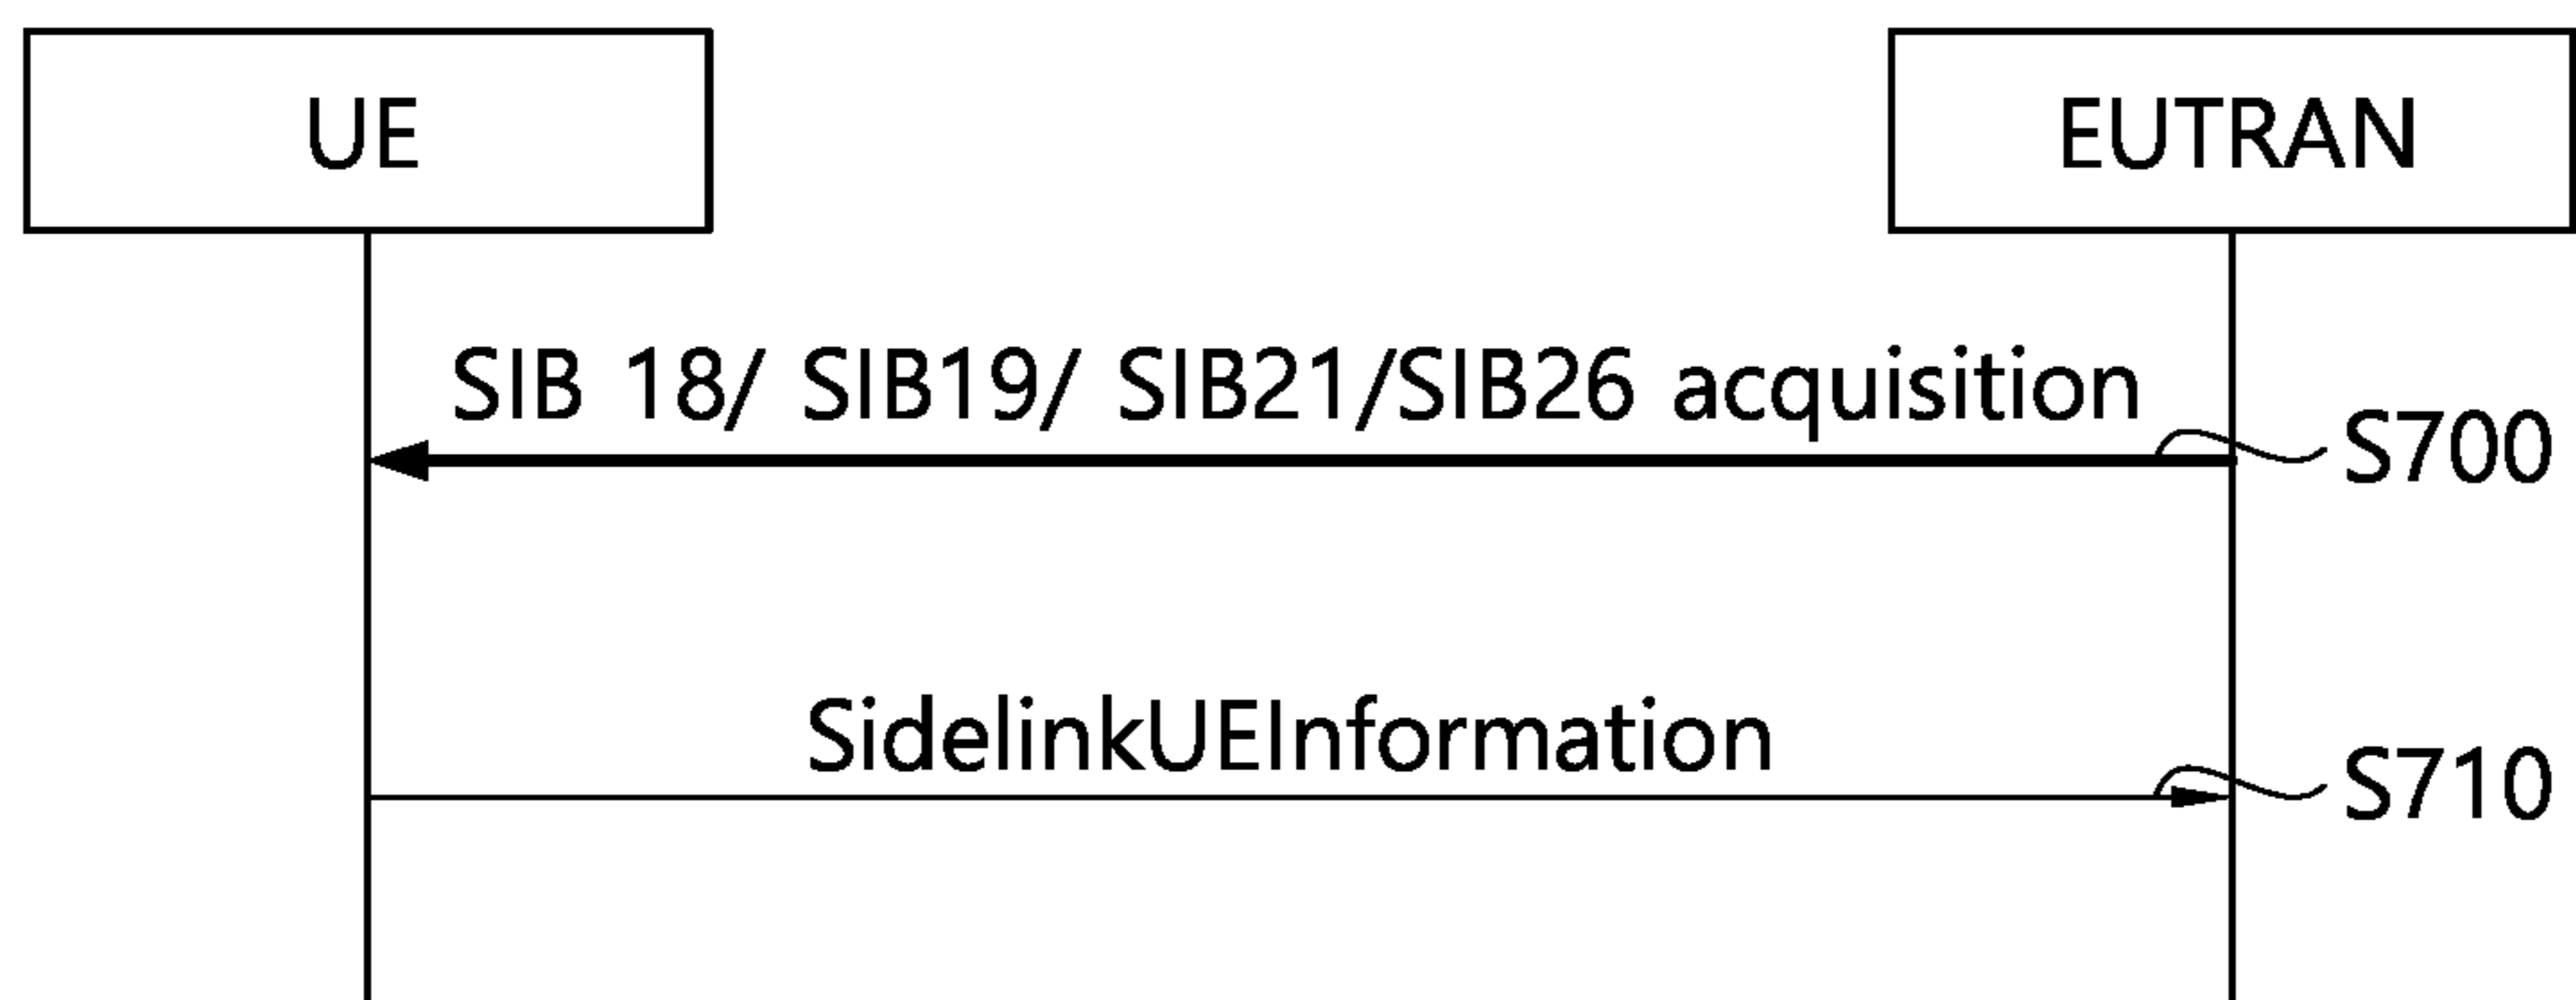 UE
EUTRAN
SIB 18/ SIB19/ SIB21/SIB26 acquisition
S700
SidelinkUEInformation
S710